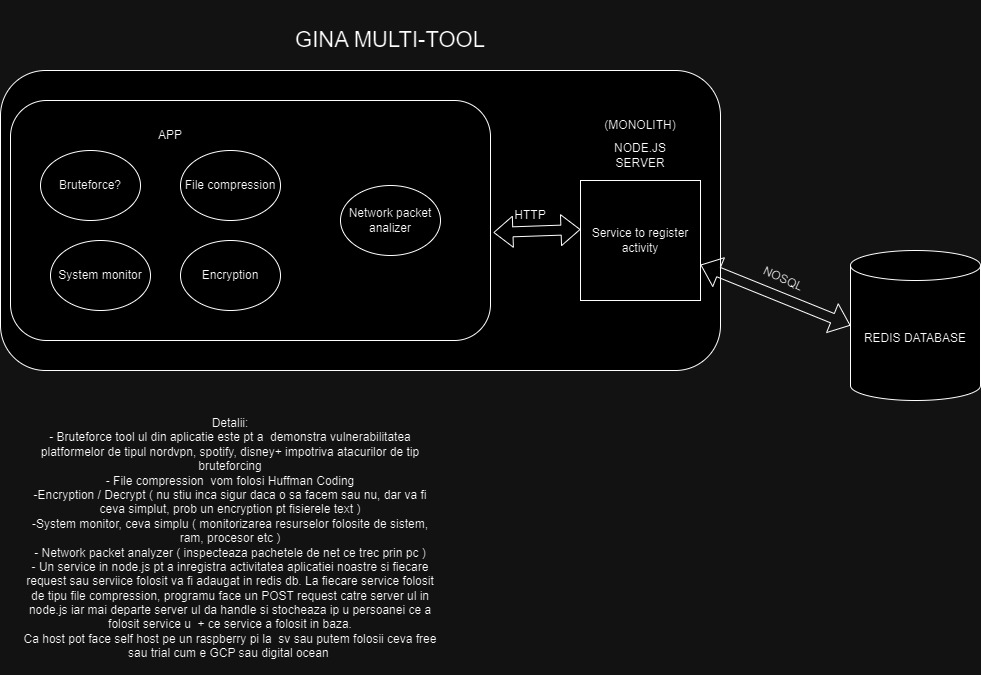 GINA MULTI-TOOL
APP
Bruteforce?
File compression
Network packet
analizer
System monitor
Encryption
HTTP
(MONOLITH)
NODE.JS
SERVER
Service to register
activity
NOSQL
REDIS DATABASE
Detalii:
- Bruteforce tool ul din aplicatie este pt a demonstra vulnerabilitatea
platformelor de tipul nordvpn, spotify, disney+ impotriva atacurilor de tip
bruteforcing
- File compression vom folosi Huffman Coding
-Encryption / Decrypt ( nu stiu inca sigur daca o sa facem sau nu, dar va fi
ceva simplut, prob un encryption pt fisierele text )
-System monitor, ceva simplu ( monitorizarea resurselor folosite de sistem,
ram, procesor etc )
- Network packet analyzer ( inspecteaza pachetele de net ce trec prin pc )
- Un service in node.js pt a inregistra activitatea aplicatiei noastre si fiecare
request sau serviice folosit va fi adaugat in redis db. La fiecare service folosit
de tipu file compression, programu face un POST request catre server ul in
node.js iar mai departe server ul da handle si stocheaza ip u persoanei ce a
folosit service u + ce service a folosit in baza.
Ca host pot face self host pe un raspberry pi la sv sau putem folosii ceva free
sau trial cum e GCP sau digital ocean